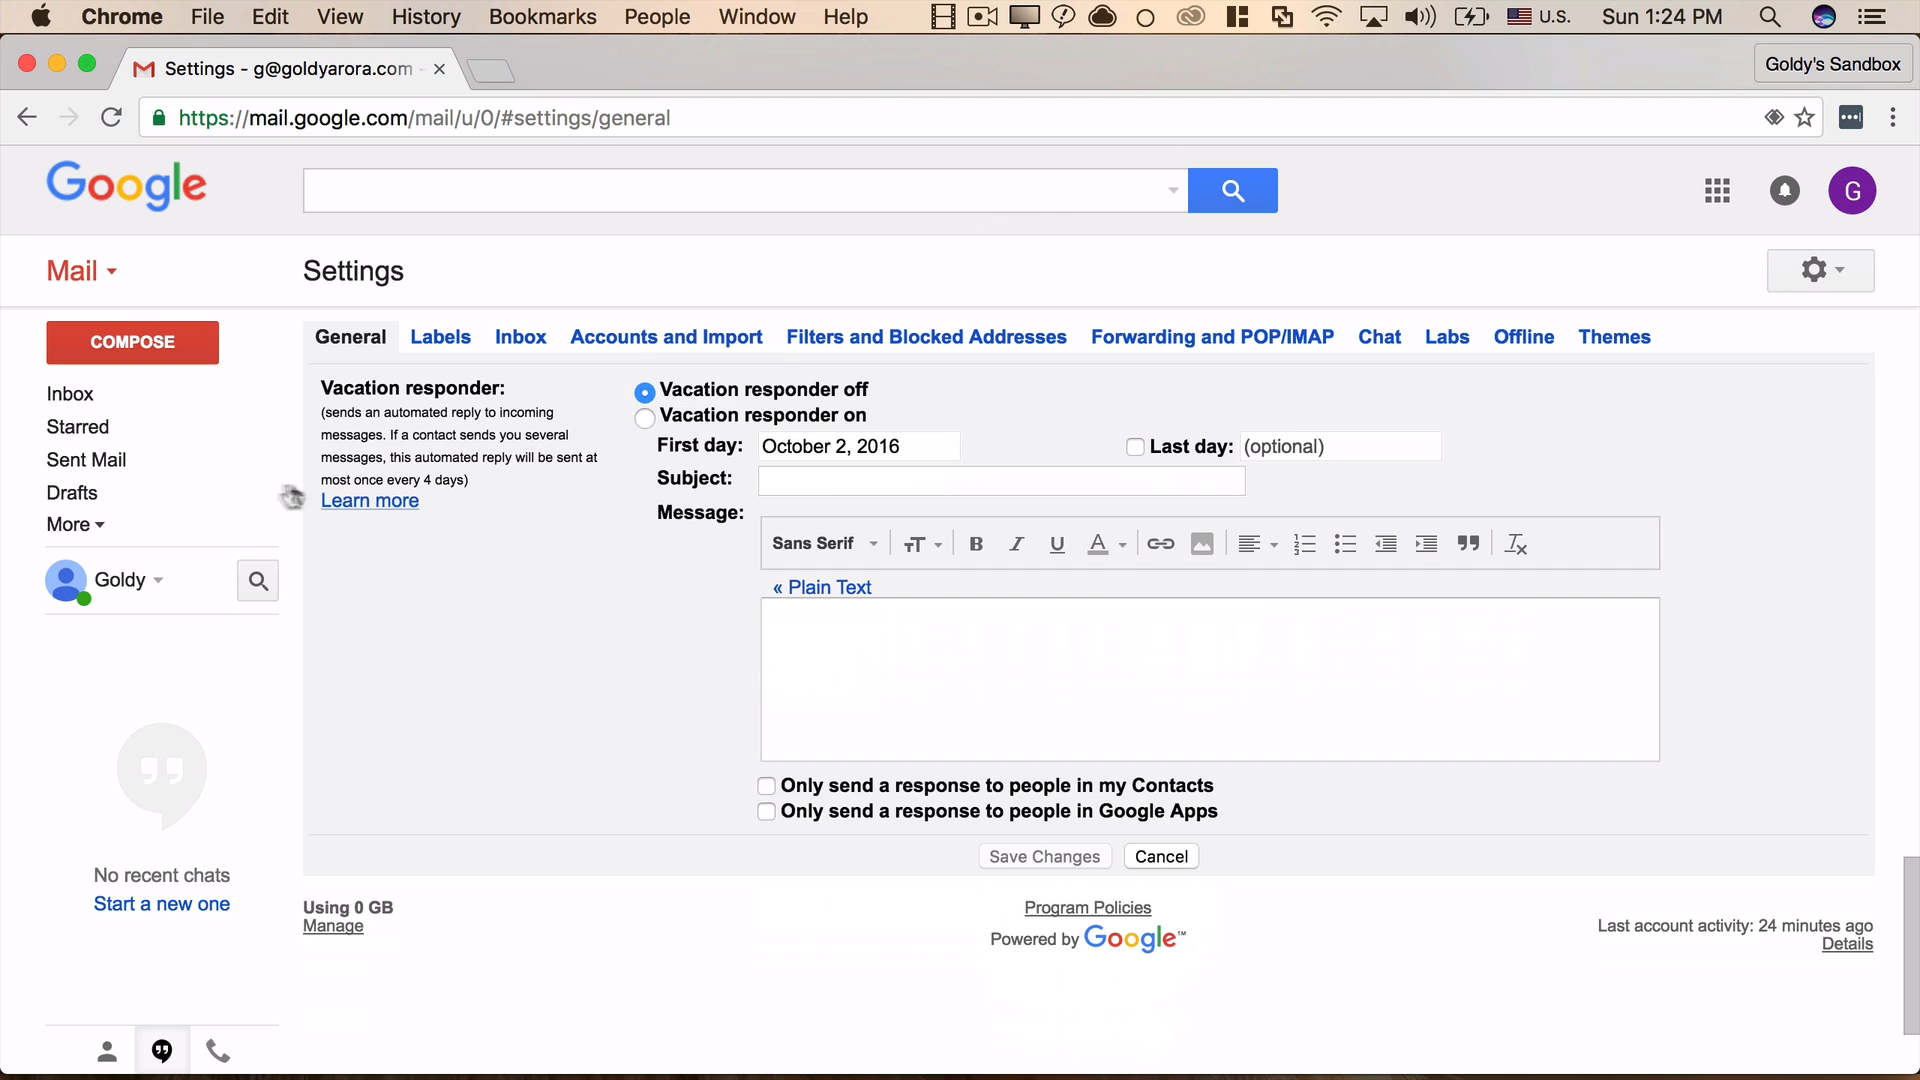 Chrome File Edit View History Bookmarks People Window Help U.S. Sun 1:24 PM
Settings - g@goldyarora.com - Goldy's Sandbox
https://mail.google.com/mail/u/0/#settings/general
Google G
Mail Settings
COMPOSE General Labels Inbox Accounts and Import Filters and Blocked Addresses Forwarding and POP/IMAP Chat Labs Offline Themes
Inbox
Starred
Sent Mail
Drafts
More
Goldy
No recent chats
Start a new one
Vacation responder:
(sends an automated reply to incoming
messages. If a contact sends you several
messages, this automated reply will be sent at
most once every 4 days)
Learn more
Vacation responder off
Vacation responder on
First day: October 2, 2016 Last day: (optional)
Subject:
Message:
Sans Serif
« Plain Text
Only send a response to people in my Contacts
Only send a response to people in Google Apps
Save Changes Cancel
Using 0 GB
Manage
Program Policies
Powered by Google™
Last account activity: 24 minutes ago
Details